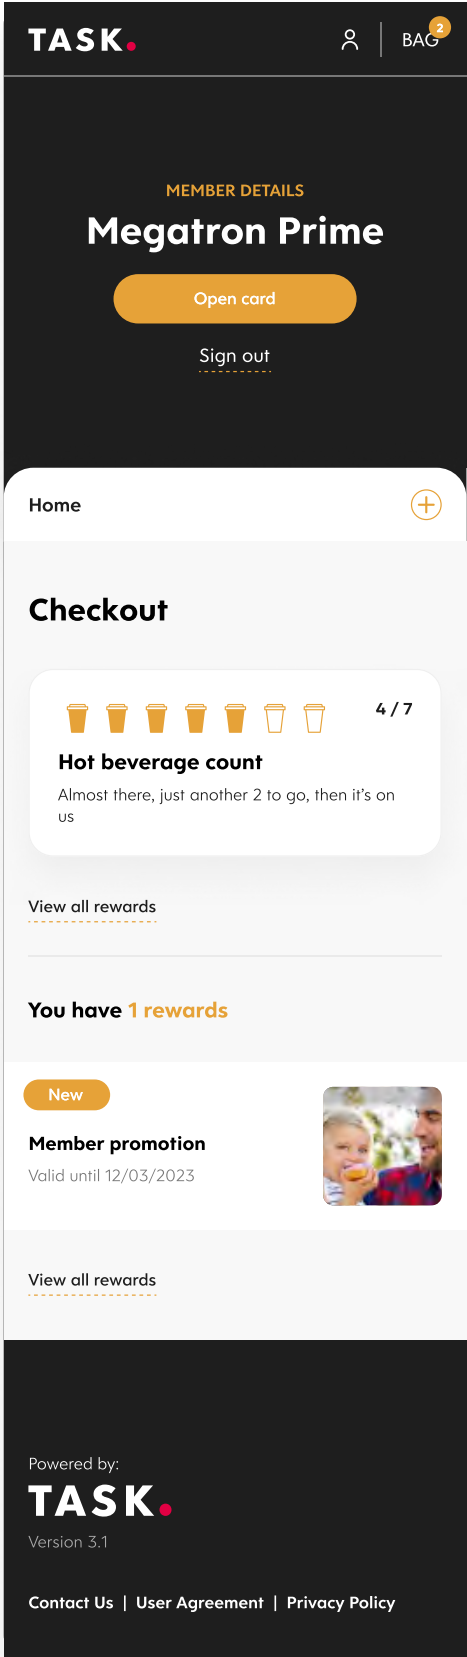 TASK.
BAG
2
MEMBER DETAILS
Megatron Prime
Open card
Sign out
Home
Checkout
4 / 7
Hot beverage count
Almost there, just another 2 to go, then it's on
us
View all rewards
You have 1 rewards
New
Member promotion
Valid until 12/03/2023
View all rewards
Powered by:
TASK.
Version 3.1
Contact Us | User Agreement | Privacy Policy